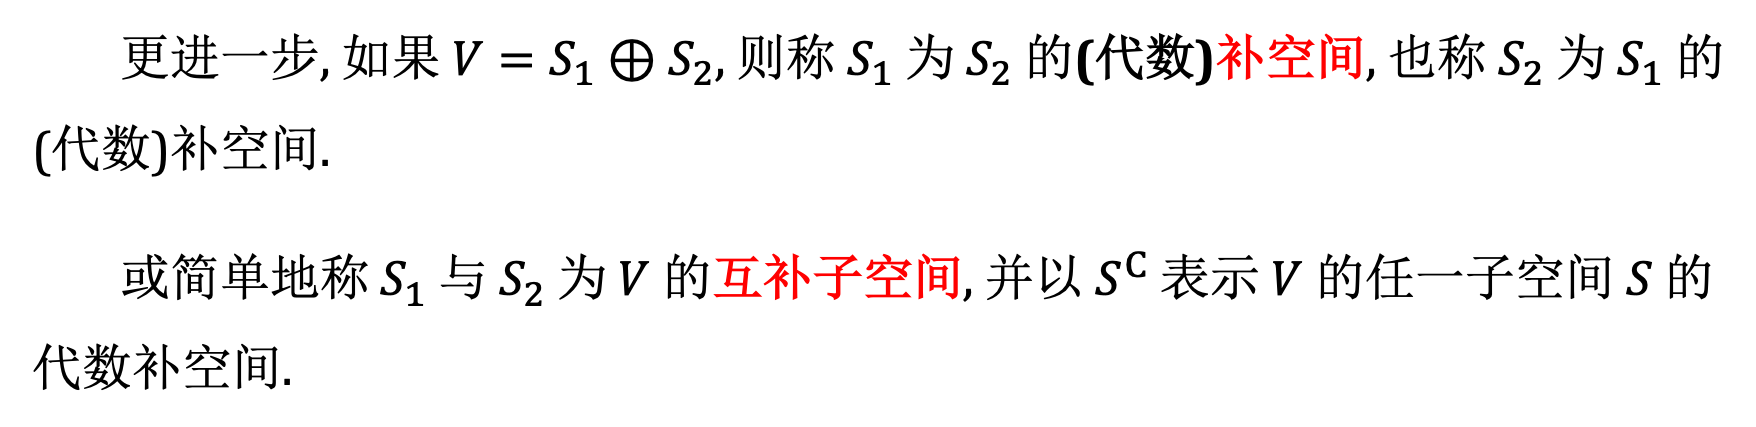 更进一步, 如果 V = S₁ ⊕ S₂, 则称 S₁ 为 S₂ 的(代数)补空间, 也称 S₂ 为 S₁ 的
(代数)补空间.
或简单地称 S₁ 与 S₂ 为 V 的互补子空间, 并以 Sᶜ 表示 V 的任一子空间 S 的
代数补空间.